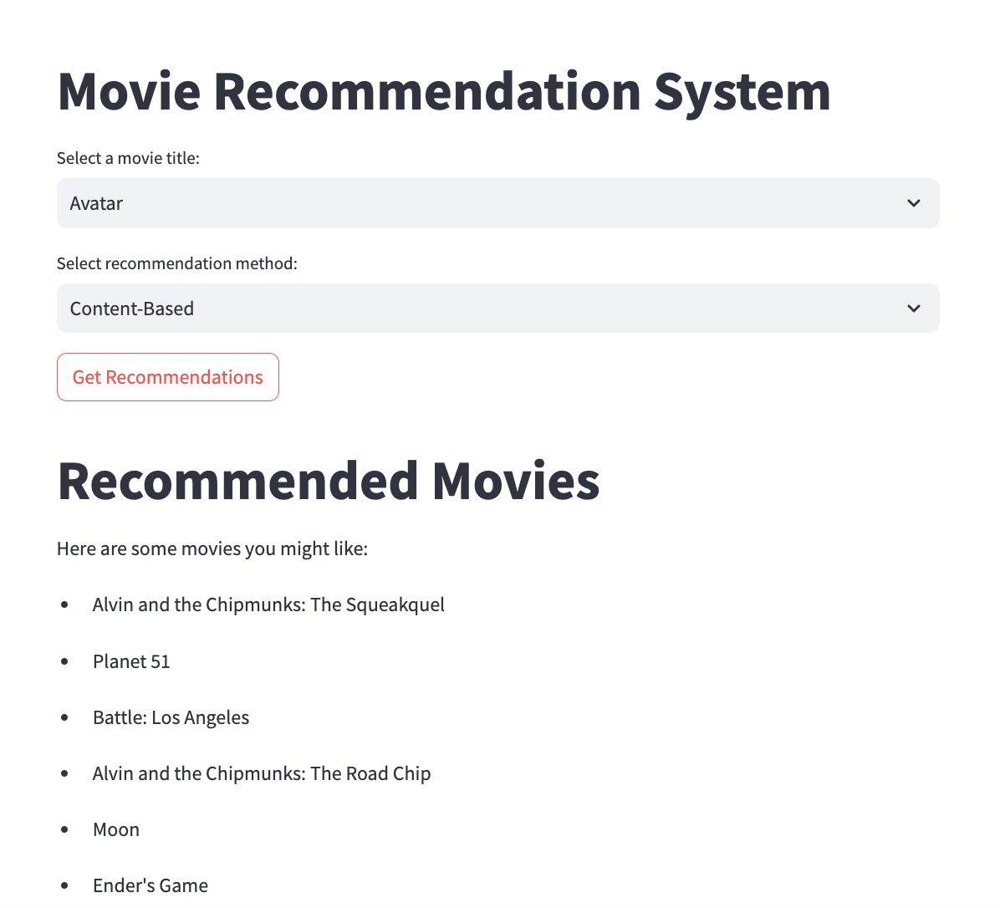 Movie Recommendation System
Select a movie title:
Avatar
Select recommendation method:
Content-Based
Get Recommendations
Recommended Movies
Here are some movies you might like:
Alvin and the Chipmunks: The Squeakquel
Planet 51
Battle: Los Angeles
Alvin and the Chipmunks: The Road Chip
Moon
Ender's Game